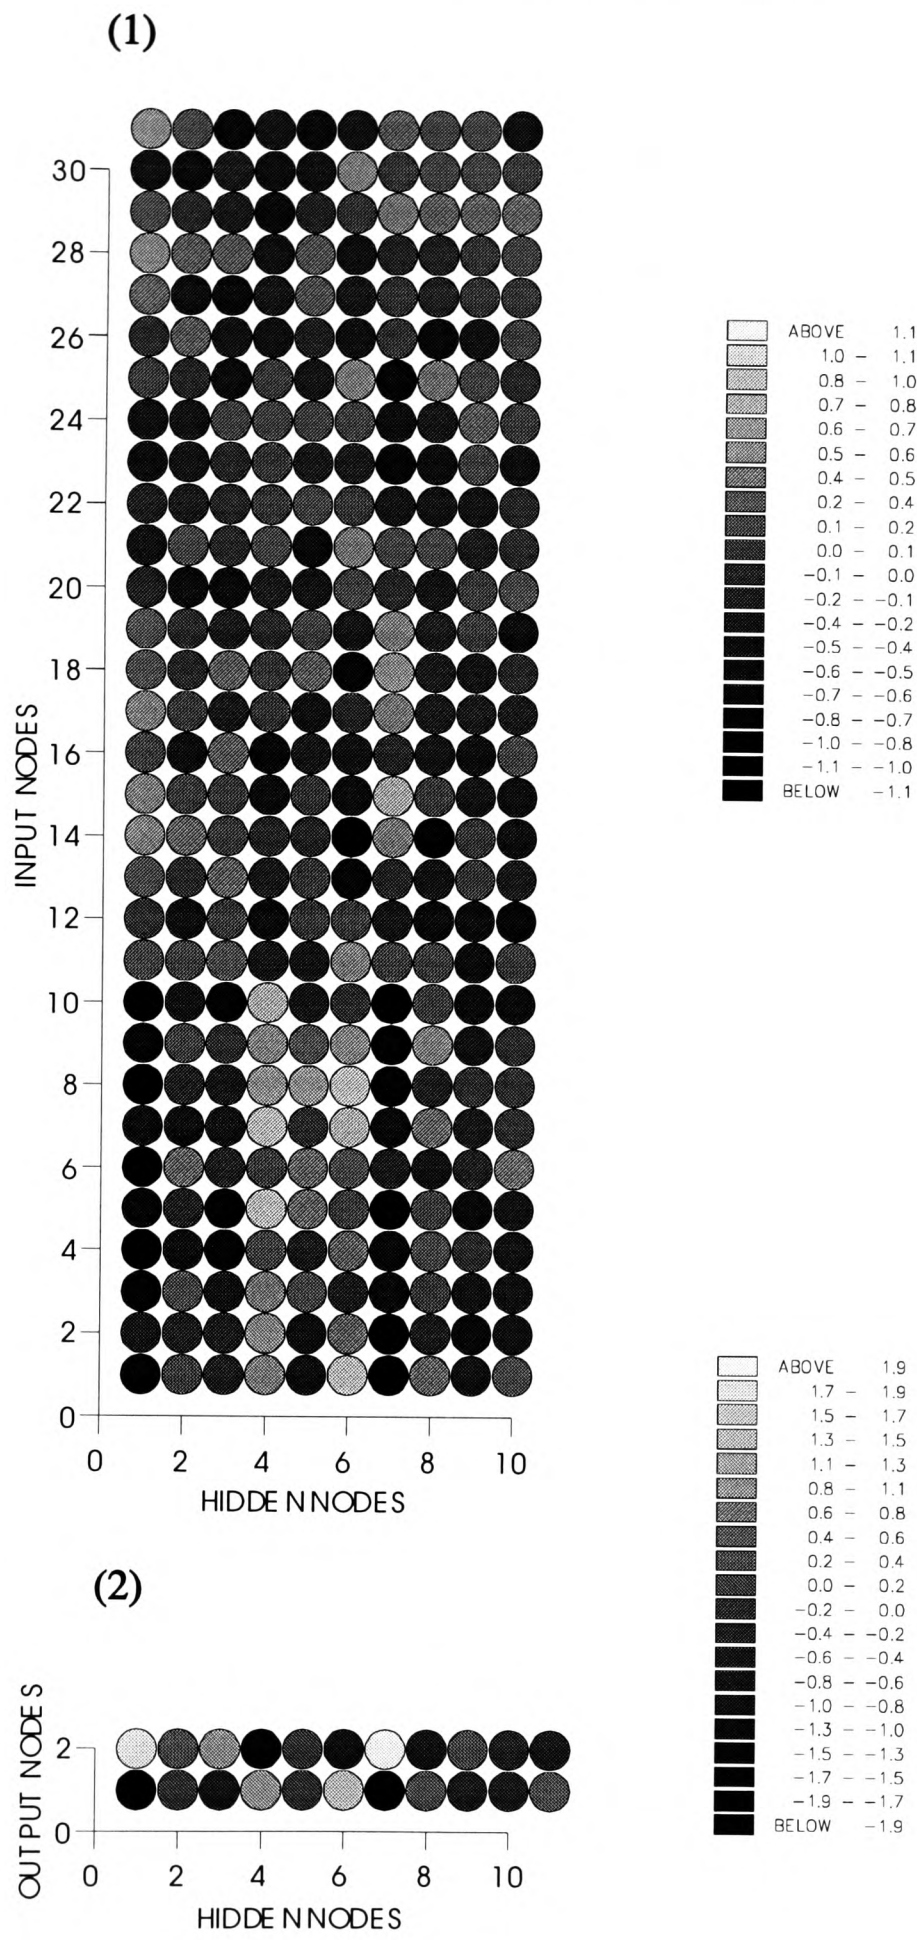 (1)
30
28
26
24
22
20
18
16
14
12
10
8
6
4
2
0
INPUT NODES
0 2 4 6 8 10
HIDDEN NODES
ABOVE 1.1
1.0 – 1.1
0.8 – 1.0
0.7 – 0.8
0.6 – 0.7
0.5 – 0.6
0.4 – 0.5
0.2 – 0.4
0.1 – 0.2
0.0 – 0.1
-0.1 – 0.0
-0.2 – -0.1
-0.4 – -0.2
-0.5 – -0.4
-0.6 – -0.5
-0.7 – -0.6
-0.8 – -0.7
-1.0 – -0.8
-1.1 – -1.0
BELOW -1.1
(2)
2
0
OUTPUT NODES
0 2 4 6 8 10
HIDDEN NODES
ABOVE 1.9
1.7 – 1.9
1.5 – 1.7
1.3 – 1.5
1.1 – 1.3
0.8 – 1.1
0.6 – 0.8
0.4 – 0.6
0.2 – 0.4
0.0 – 0.2
-0.2 – 0.0
-0.4 – -0.2
-0.6 – -0.4
-0.8 – -0.6
-1.0 – -0.8
-1.3 – -1.0
-1.5 – -1.3
-1.7 – -1.5
-1.9 – -1.7
BELOW -1.9